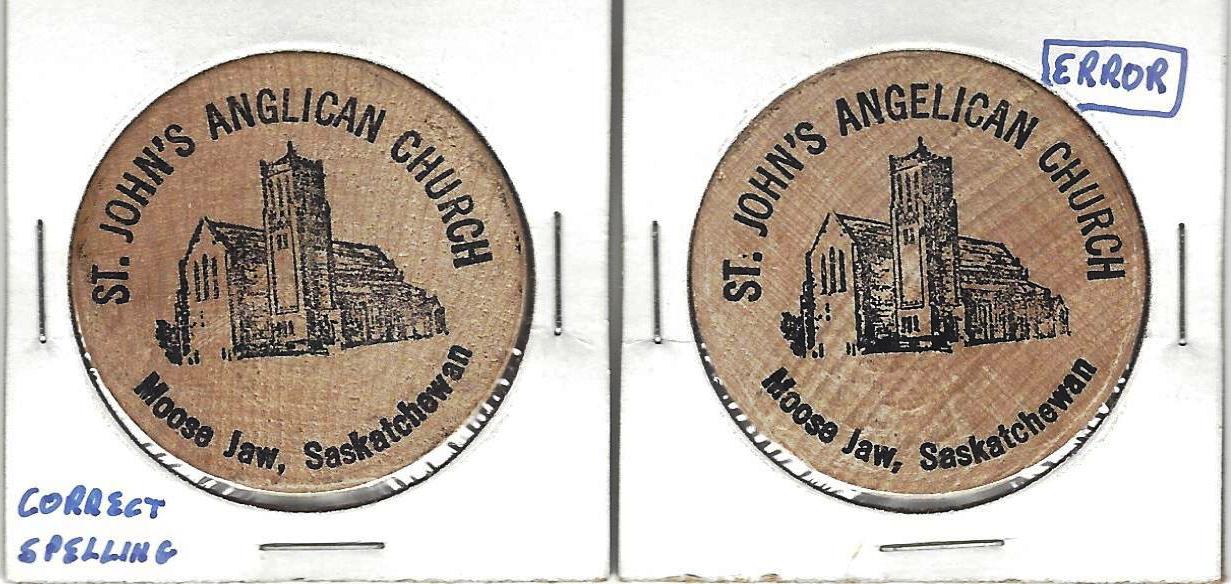 ST. JOHN'S ANGLICAN CHURCH
Moose Jaw, Saskatchewan
CORRECT
SPELLING
ERROR
ST. JOHN'S ANGELICAN CHURCH
Moose Jaw, Saskatchewan